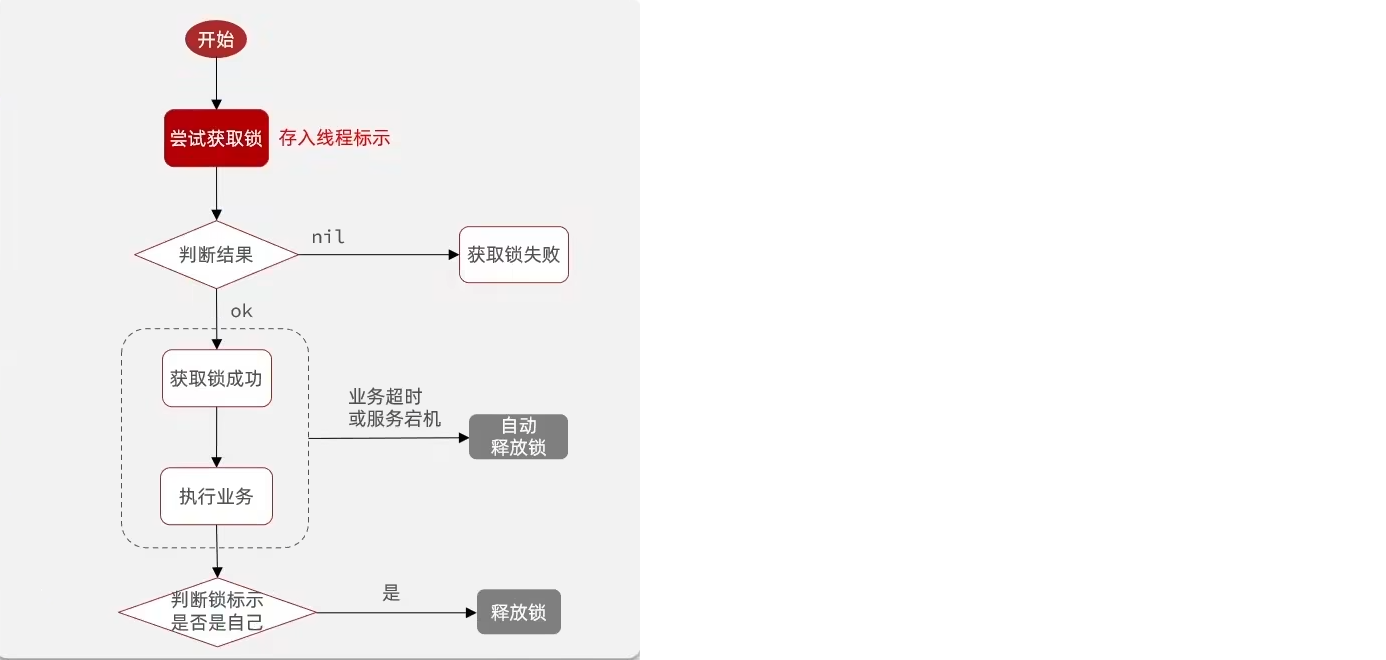 开始
尝试获取锁
存入线程标示
判断结果
nil
获取锁失败
ok
获取锁成功
业务超时
或服务宕机
自动
释放锁
执行业务
判断锁标示
是否是自己
是
释放锁